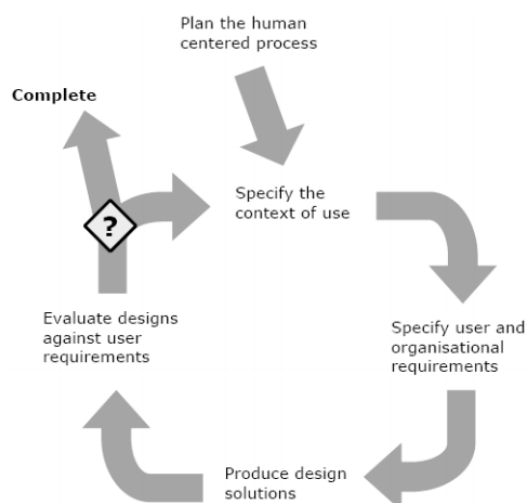 Plan the human
centered process
Complete
Specify the
context of use
?
Evaluate designs
against user
requirements
Specify user and
organisational
requirements
Produce design
solutions